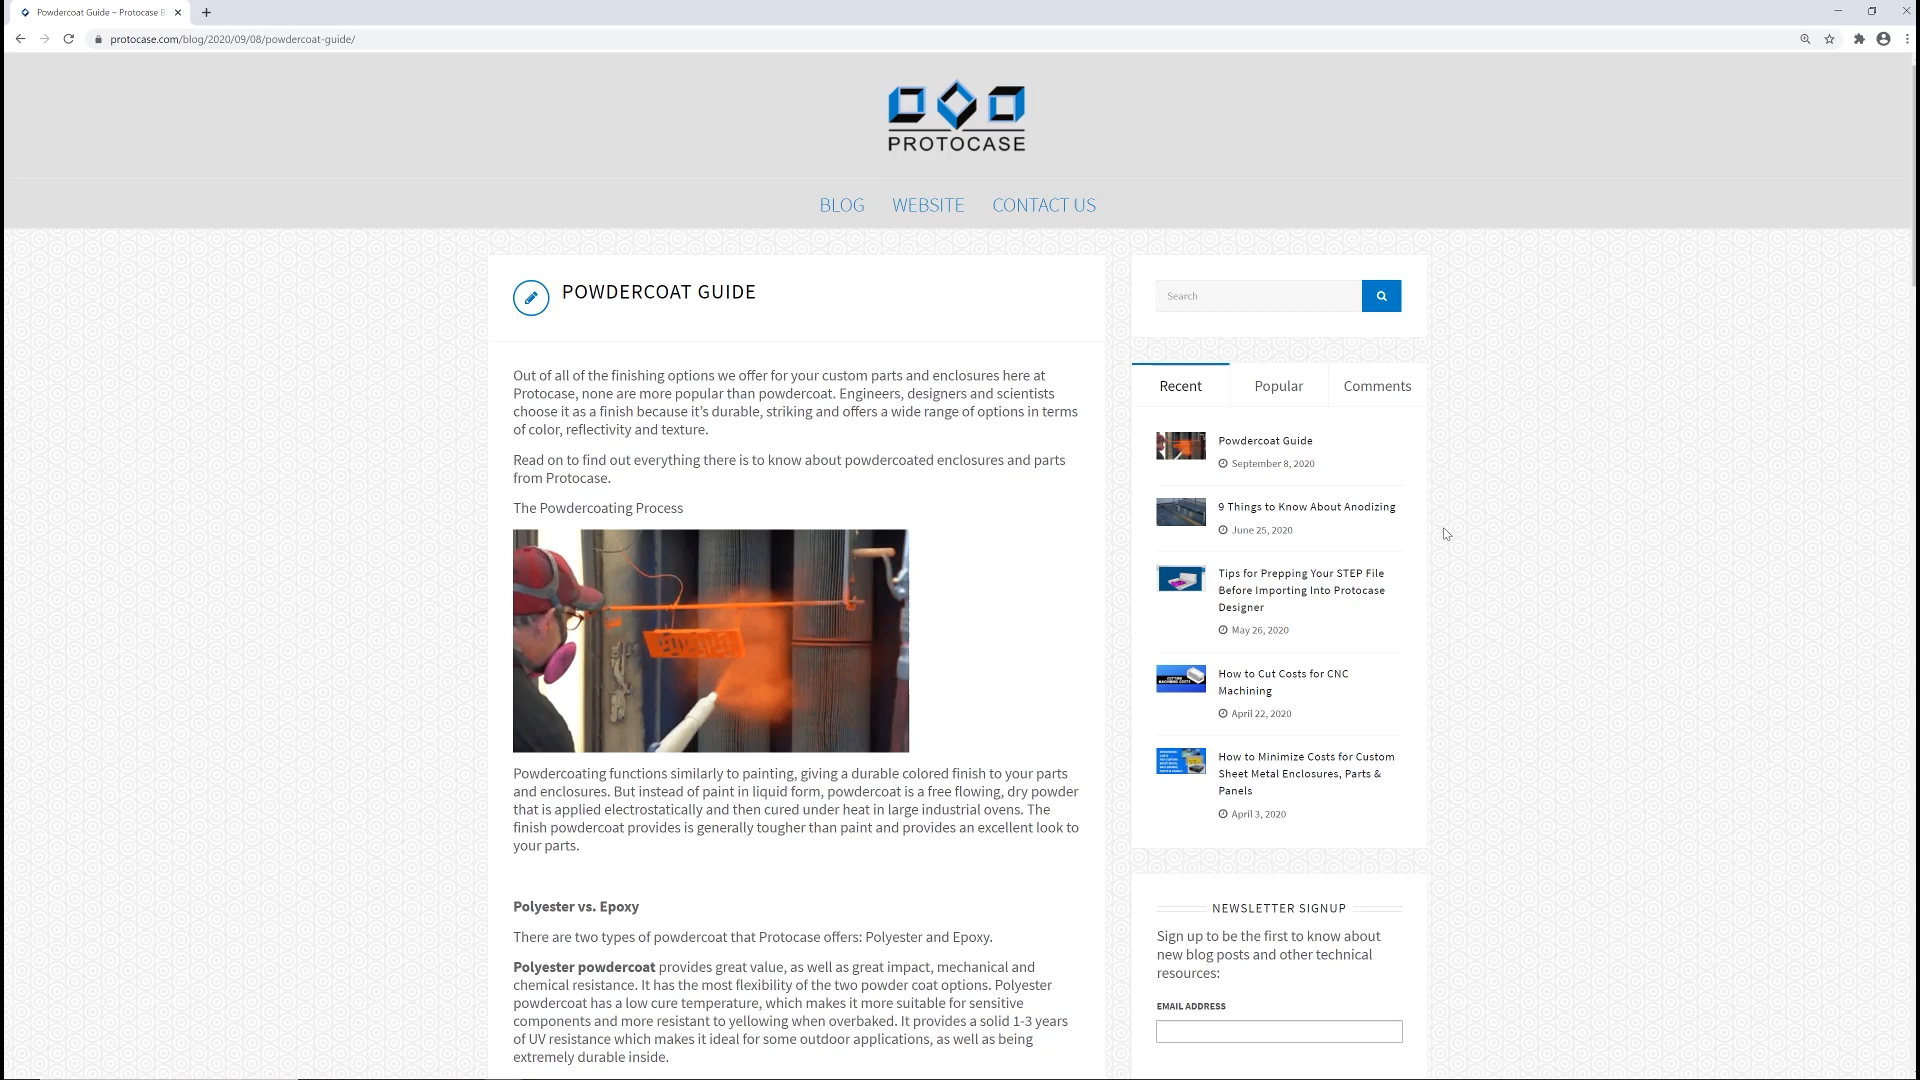 Powdercoat Guide – Protocase B
protocase.com/blog/2020/09/08/powdercoat-guide/
PROTOCASE
BLOG WEBSITE CONTACT US
POWDERCOAT GUIDE
Out of all of the finishing options we offer for your custom parts and enclosures here at
Protocase, none are more popular than powdercoat. Engineers, designers and scientists
choose it as a finish because it’s durable, striking and offers a wide range of options in terms
of color, reflectivity and texture.
Read on to find out everything there is to know about powdercoated enclosures and parts
from Protocase.
The Powdercoating Process
Powdercoating functions similarly to painting, giving a durable colored finish to your parts
and enclosures. But instead of paint in liquid form, powdercoat is a free flowing, dry powder
that is applied electrostatically and then cured under heat in large industrial ovens. The
finish powdercoat provides is generally tougher than paint and provides an excellent look to
your parts.
Polyester vs. Epoxy
There are two types of powdercoat that Protocase offers: Polyester and Epoxy.
Polyester powdercoat provides great value, as well as great impact, mechanical and
chemical resistance. It has the most flexibility of the two powder coat options. Polyester
powdercoat has a low cure temperature, which makes it more suitable for sensitive
components and more resistant to yellowing when overbaked. It provides a solid 1-3 years
of UV resistance which makes it ideal for some outdoor applications, as well as being
extremely durable inside.
Search
Recent Popular Comments
Powdercoat Guide
September 8, 2020
9 Things to Know About Anodizing
June 25, 2020
Tips for Prepping Your STEP File
Before Importing Into Protocase
Designer
May 26, 2020
How to Cut Costs for CNC
Machining
April 22, 2020
How to Minimize Costs for Custom
Sheet Metal Enclosures, Parts &
Panels
April 3, 2020
NEWSLETTER SIGNUP
Sign up to be the first to know about
new blog posts and other technical
resources:
EMAIL ADDRESS